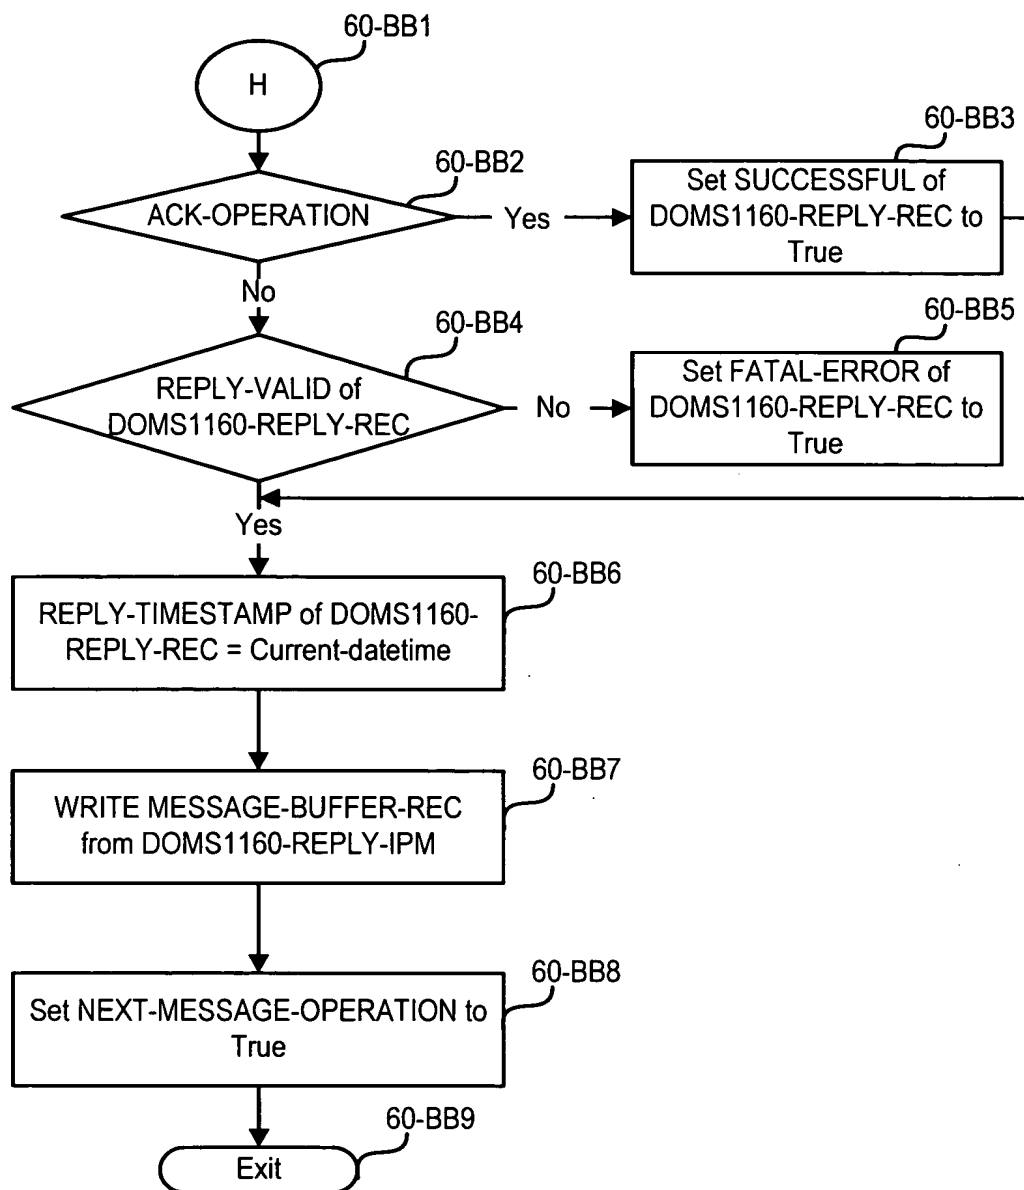 60-BB1
H
60-BB2
ACK-OPERATION
Yes
60-BB3
Set SUCCESSFUL of
DOMS1160-REPLY-REC to
True
No
60-BB4
REPLY-VALID of
DOMS1160-REPLY-REC
No
60-BB5
Set FATAL-ERROR of
DOMS1160-REPLY-REC to
True
Yes
60-BB6
REPLY-TIMESTAMP of DOMS1160-
REPLY-REC = Current-datetime
60-BB7
WRITE MESSAGE-BUFFER-REC
from DOMS1160-REPLY-IPM
60-BB8
Set NEXT-MESSAGE-OPERATION to
True
60-BB9
Exit